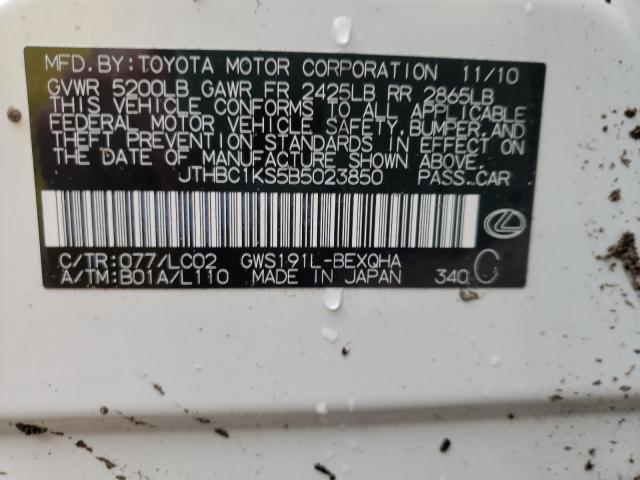 MFD. BY: TOYOTA MOTOR CORPORATION 11/10
GVWR 5200LB GAWR FR 2425LB RR 2865LB
THIS VEHICLE CONFORMS TO ALL APPLICABLE
FEDERAL MOTOR VEHICLE SAFETY, BUMPER, AND
THEFT PREVENTION STANDARDS IN EFFECT ON
THE DATE OF MANUFACTURE SHOWN ABOVE.
JTHBC1KS5B5023850 PASS. CAR
C/TR: 077/LC02 GWS191L-BEXQHA
A/TM: B01A/L110 MADE IN JAPAN 340 C